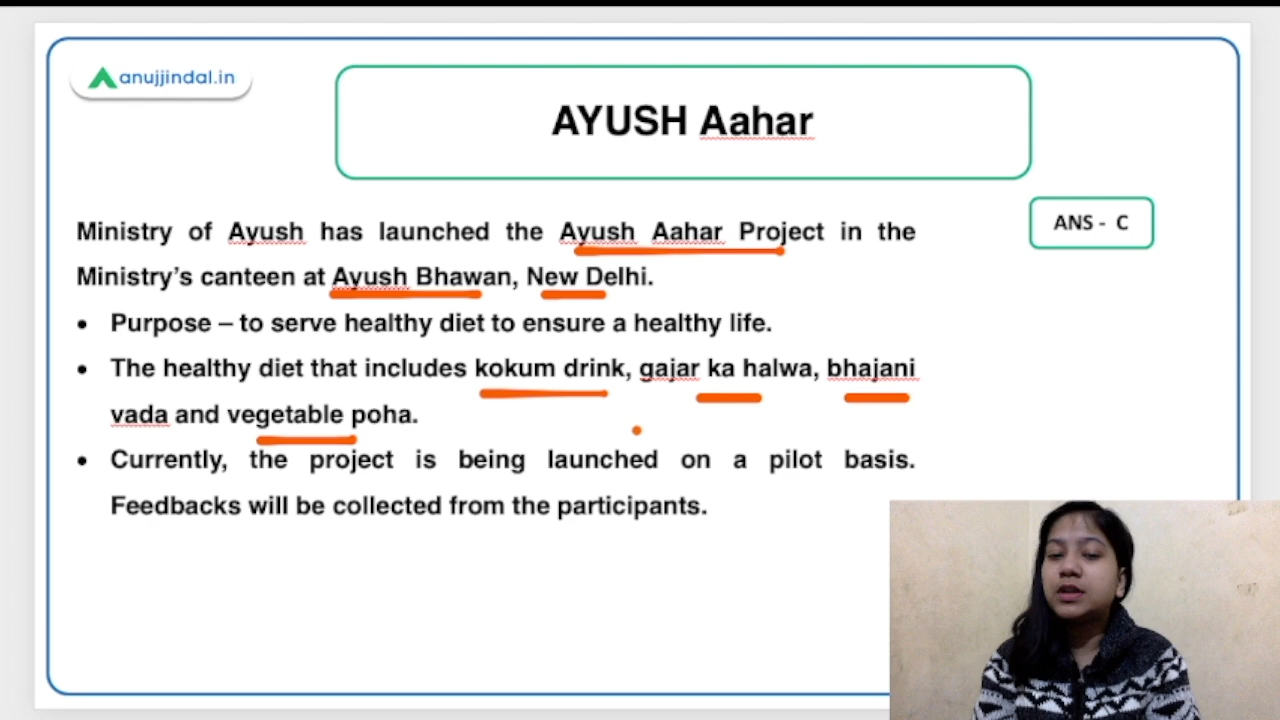 anujjindal.in
AYUSH Aahar
Ministry of Ayush has launched the Ayush Aahar Project in the
ANS - C
Ministry’s canteen at Ayush Bhawan, New Delhi.
• Purpose – to serve healthy diet to ensure a healthy life.
• The healthy diet that includes kokum drink, gajar ka halwa, bhajani
vada and vegetable poha.
• Currently, the project is being launched on a pilot basis.
Feedbacks will be collected from the participants.